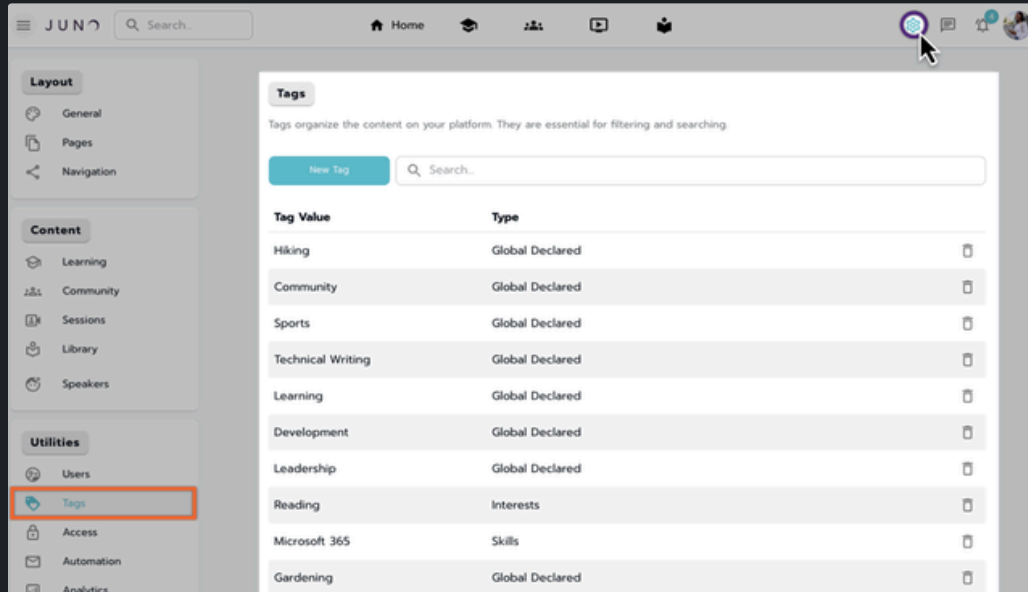 JUNO
Search..
Home
4
Layout
General
Pages
Navigation
Content
Learning
Community
Sessions
Library
Speakers
Utilities
Users
Tags
Access
Automation
Analytics
Tags
Tags organize the content on your platform. They are essential for filtering and searching.
New Tag
Search..
Tag Value Type
Hiking Global Declared
Community Global Declared
Sports Global Declared
Technical Writing Global Declared
Learning Global Declared
Development Global Declared
Leadership Global Declared
Reading Interests
Microsoft 365 Skills
Gardening Global Declared